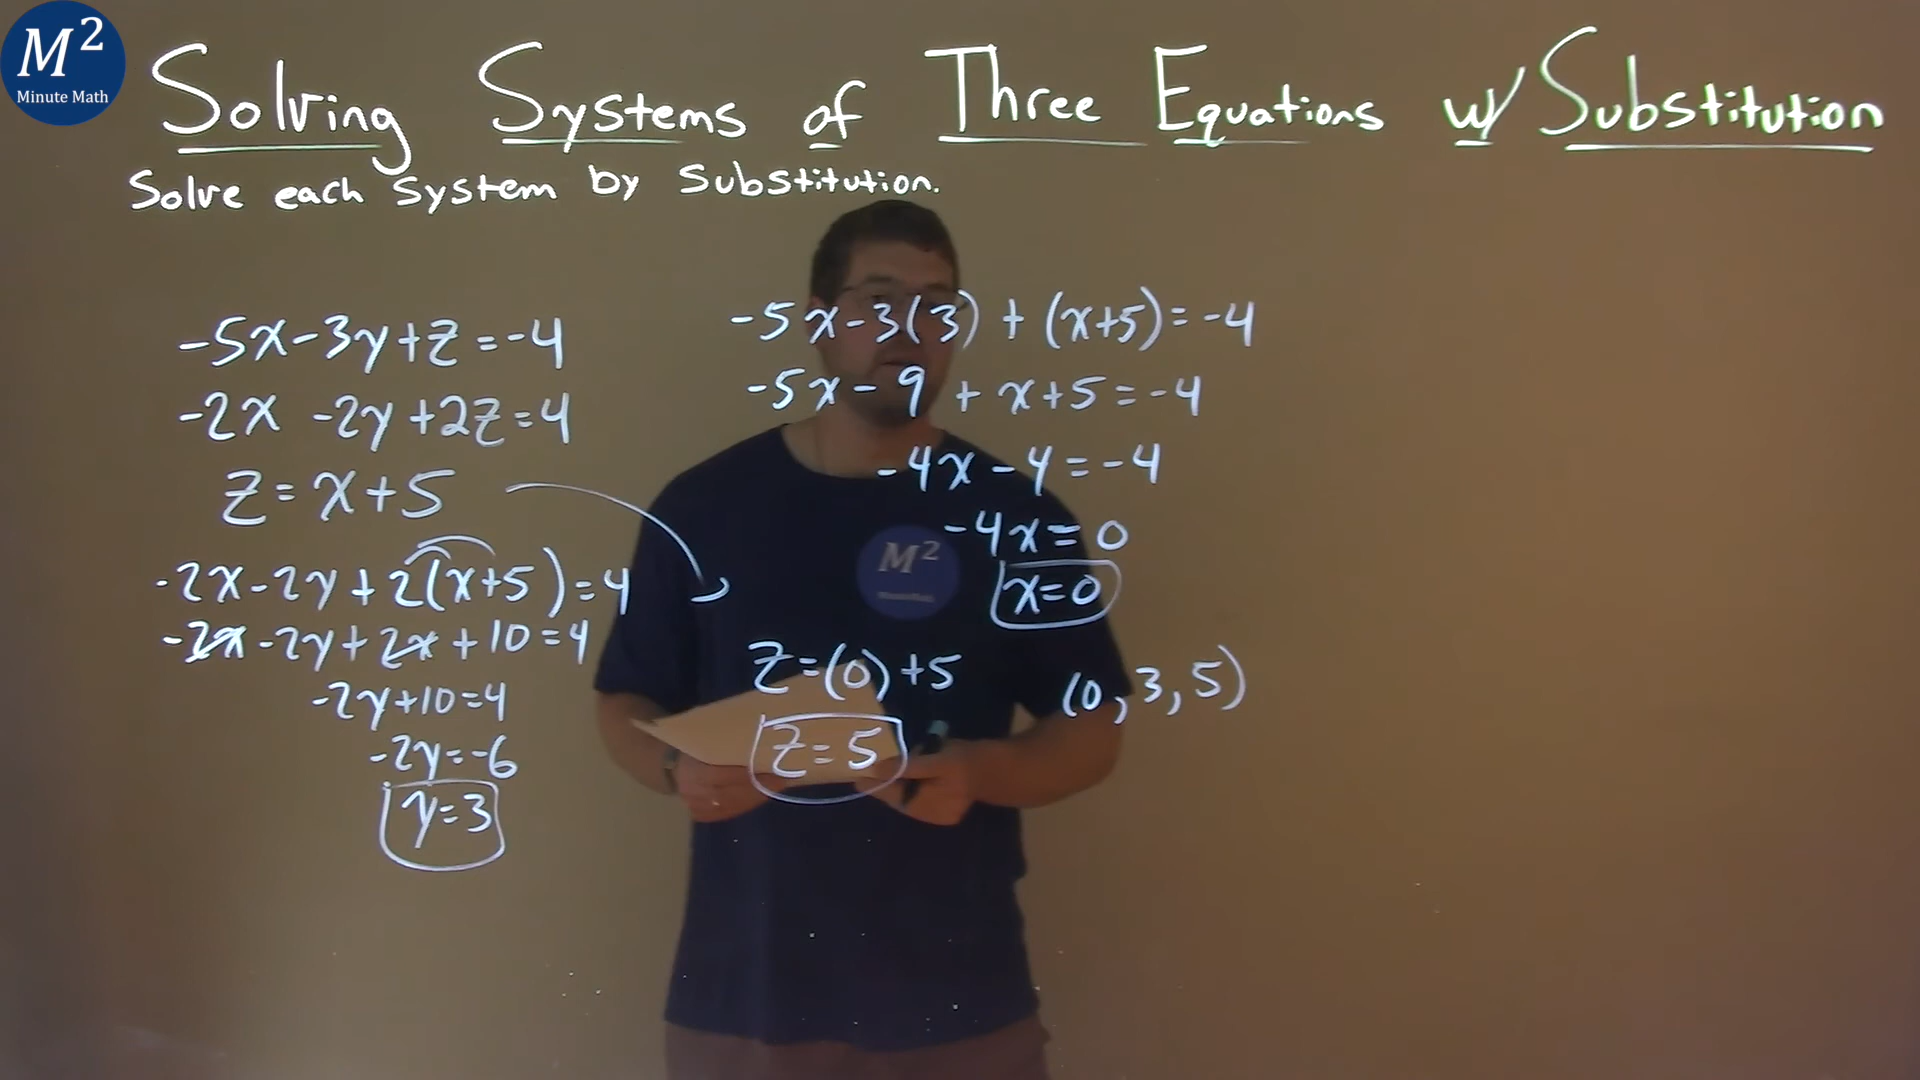 M²
Minute Math
Solving Systems of Three Equations w/ Substitution
Solve each system by substitution.
-5x-3y+z=-4
-2x -2y+2z=4
z=x+5
-2x-2y+2(x+5)=4
-2x-2y+2x+10=4
-2y+10=4
-2y=-6
y=3
-5x-3(3)+(x+5)=-4
-5x-9+x+5=-4
-4x-4=-4
-4x=0
x=0
M²
z=(0)+5
z=5
(0,3,5)